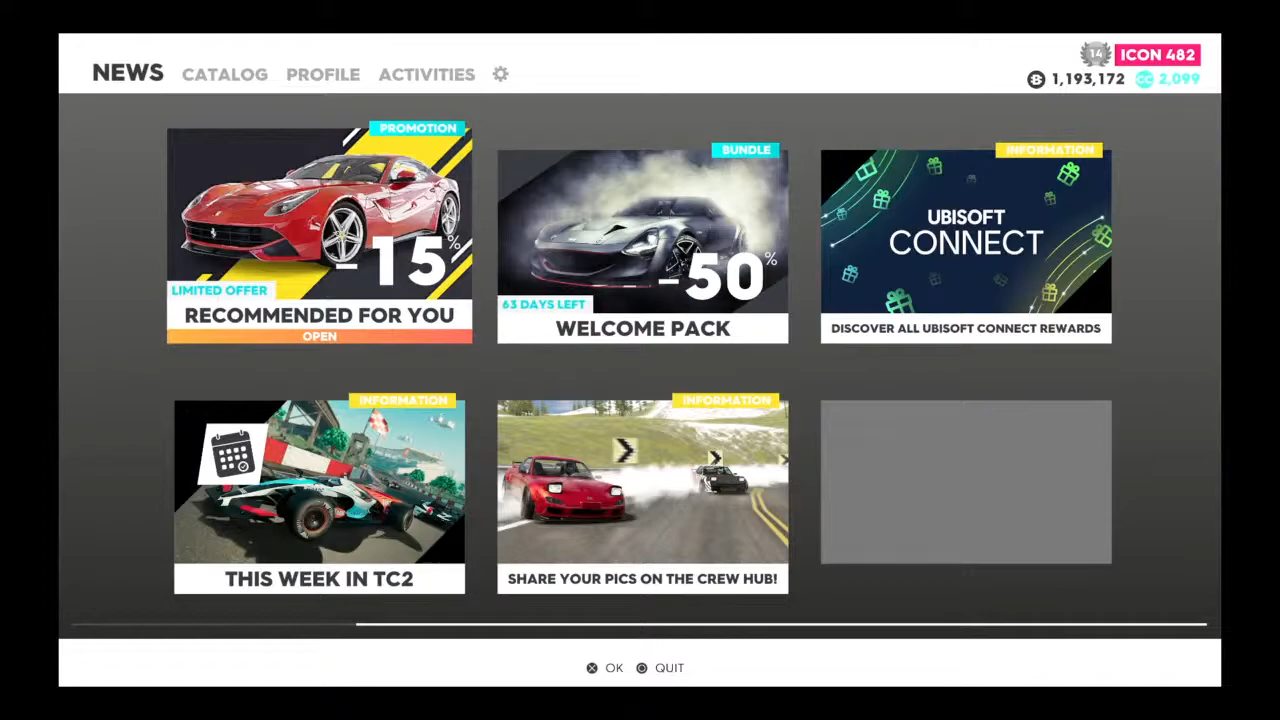 NEWS CATALOG PROFILE ACTIVITIES
14 ICON 482
1,193,172 CC 2,099
PROMOTION
-15%
LIMITED OFFER
RECOMMENDED FOR YOU
OPEN
BUNDLE
-50%
63 DAYS LEFT
WELCOME PACK
INFORMATION
UBISOFT
CONNECT
DISCOVER ALL UBISOFT CONNECT REWARDS
INFORMATION
THIS WEEK IN TC2
INFORMATION
SHARE YOUR PICS ON THE CREW HUB!
OK QUIT